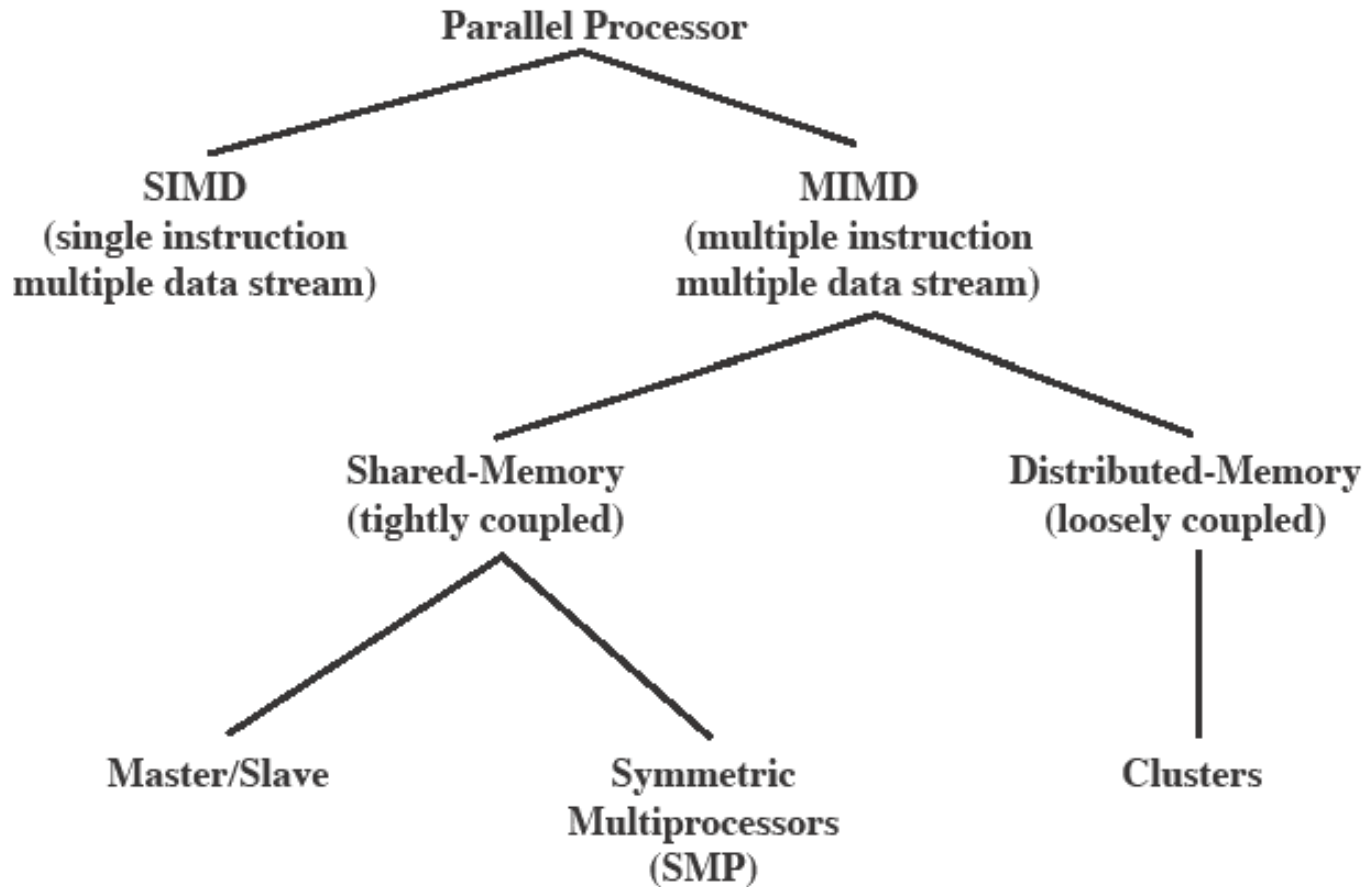 Parallel Processor
SIMD
(single instruction
multiple data stream)
MIMD
(multiple instruction
multiple data stream)
Shared-Memory
(tightly coupled)
Distributed-Memory
(loosely coupled)
Master/Slave
Symmetric
Multiprocessors
(SMP)
Clusters